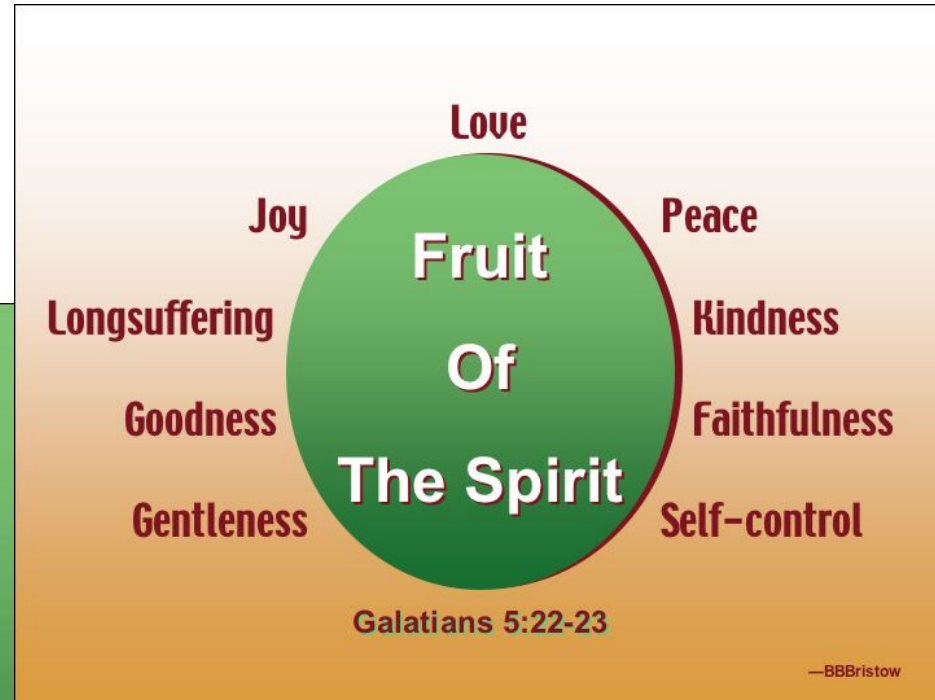 Love
Joy
Peace
Fruit
Longsuffering
Kindness
Of
Goodness
Faithfulness
The Spirit
Gentleness
Self-control
Galatians 5:22-23
—BBBristow